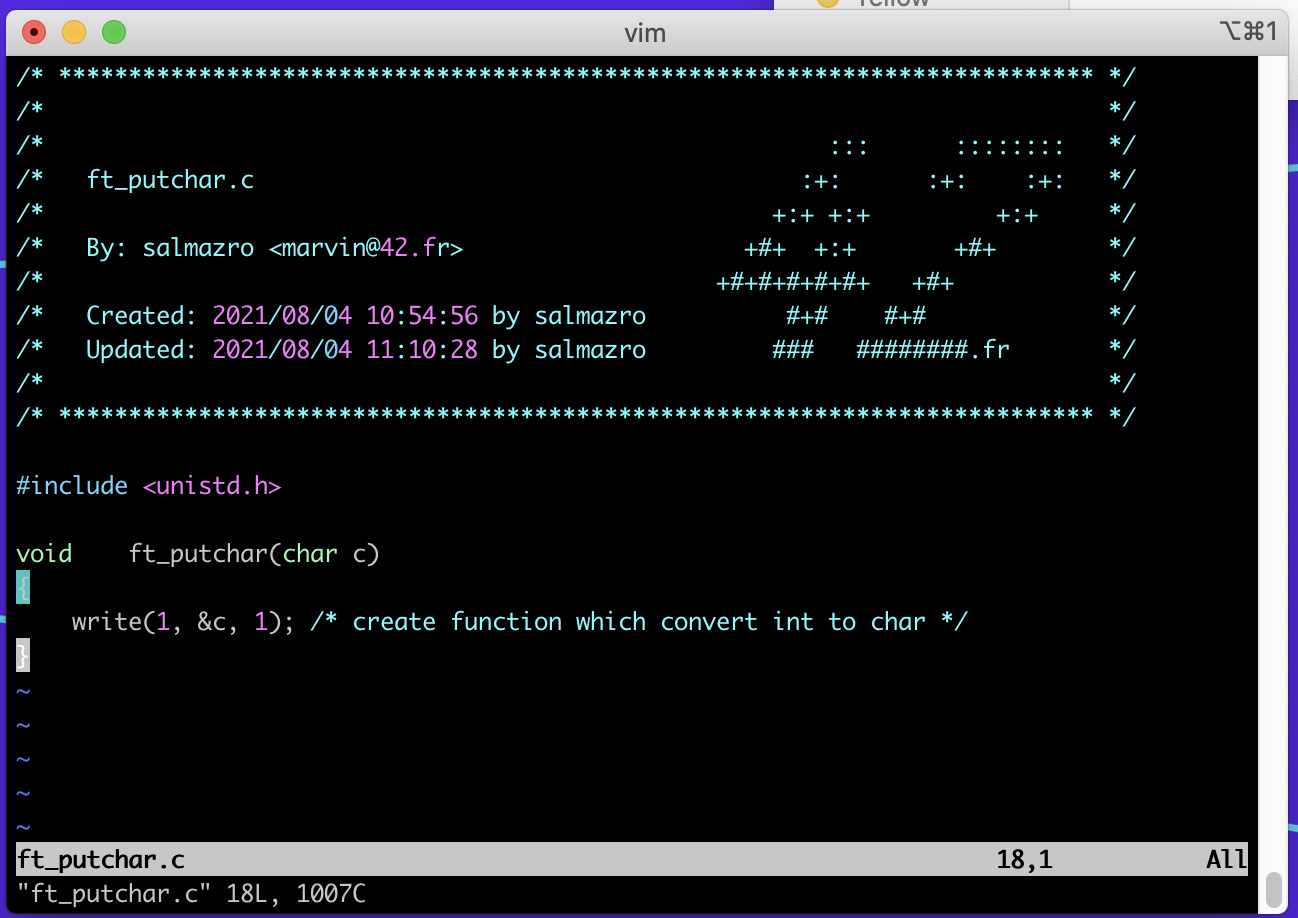 Yellow
vim ⌥⌘1
/* ************************************************************************** */
/*                                                                            */
/*                                                        :::      ::::::::   */
/*   ft_putchar.c                                       :+:      :+:    :+:   */
/*                                                    +:+ +:+         +:+     */
/*   By: salmazro <marvin@42.fr>                    +#+  +:+       +#+        */
/*                                                +#+#+#+#+#+   +#+           */
/*   Created: 2021/08/04 10:54:56 by salmazro          #+#    #+#             */
/*   Updated: 2021/08/04 11:10:28 by salmazro         ###   ########.fr       */
/*                                                                            */
/* ************************************************************************** */
#include <unistd.h>
void    ft_putchar(char c)
{
    write(1, &c, 1); /* create function which convert int to char */
}
~
~
~
~
~
ft_putchar.c 18,1 All
"ft_putchar.c" 18L, 1007C